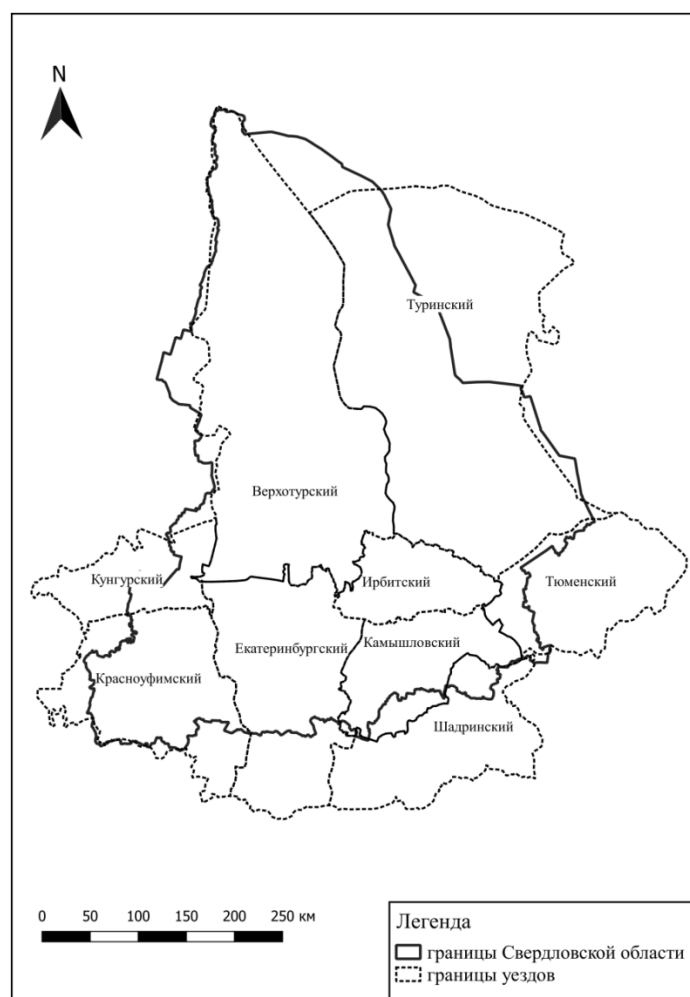 N
Туринский
Верхотурский
Кунгурский
Ирбитский
Тюменский
Екатеринбургский
Камышловский
Красноуфимский
Шадринский
0 50 100 150 200 250 км
Легенда
границы Свердловской области
границы уездов